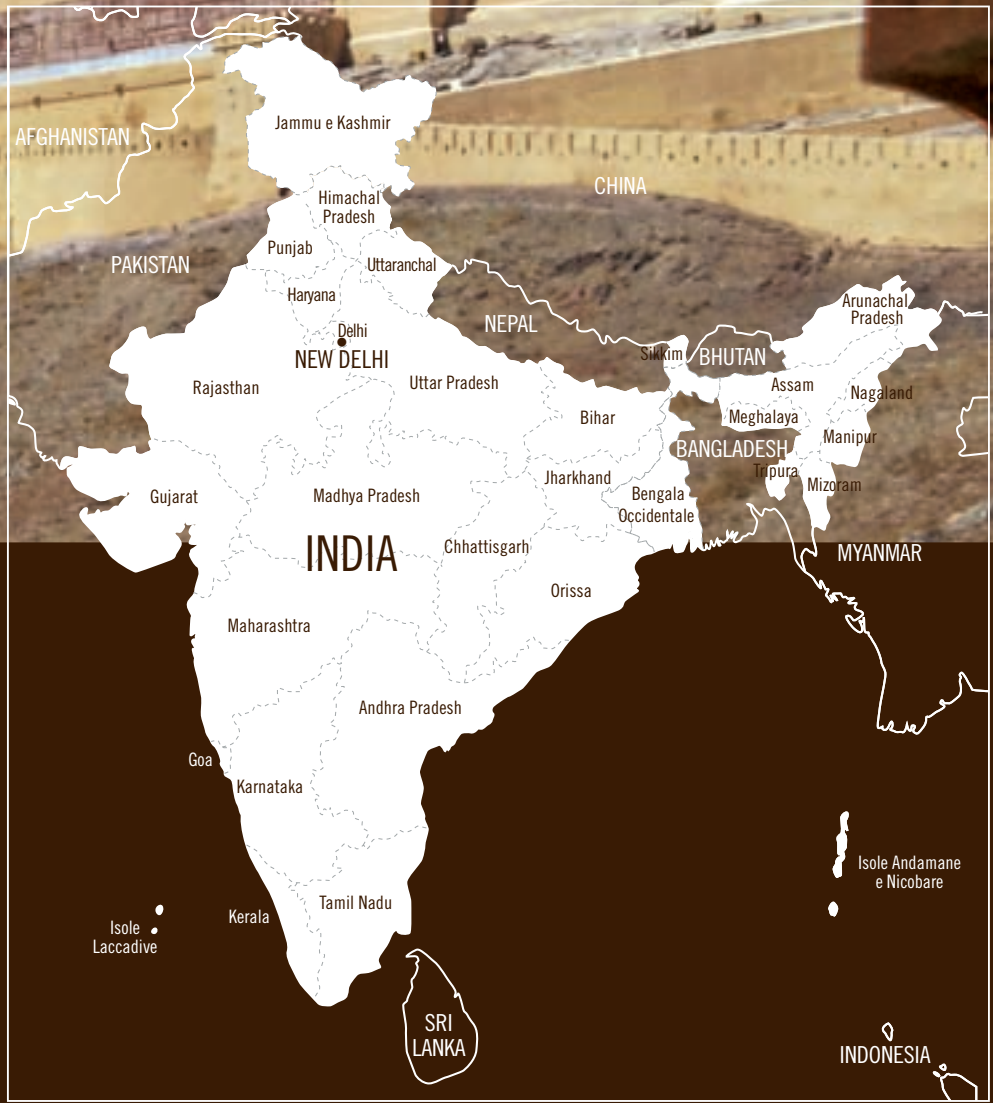 Jammu e Kashmir
AFGHANISTAN
CHINA
Himachal
Pradesh
Punjab
PAKISTAN
Uttaranchal
Haryana
Arunachal
Pradesh
NEPAL
Delhi
NEW DELHI
Sikkim
BHUTAN
Rajasthan
Uttar Pradesh
Assam
Nagaland
Bihar
Meghalaya
Manipur
BANGLADESH
Tripura
Mizoram
Jharkhand
Gujarat
Madhya Pradesh
Bengala
Occidentale
INDIA
Chhattisgarh
MYANMAR
Orissa
Maharashtra
Andhra Pradesh
Goa
Karnataka
Isole Andamane
e Nicobare
Tamil Nadu
Kerala
Isole
Laccadive
SRI
LANKA
INDONESIA